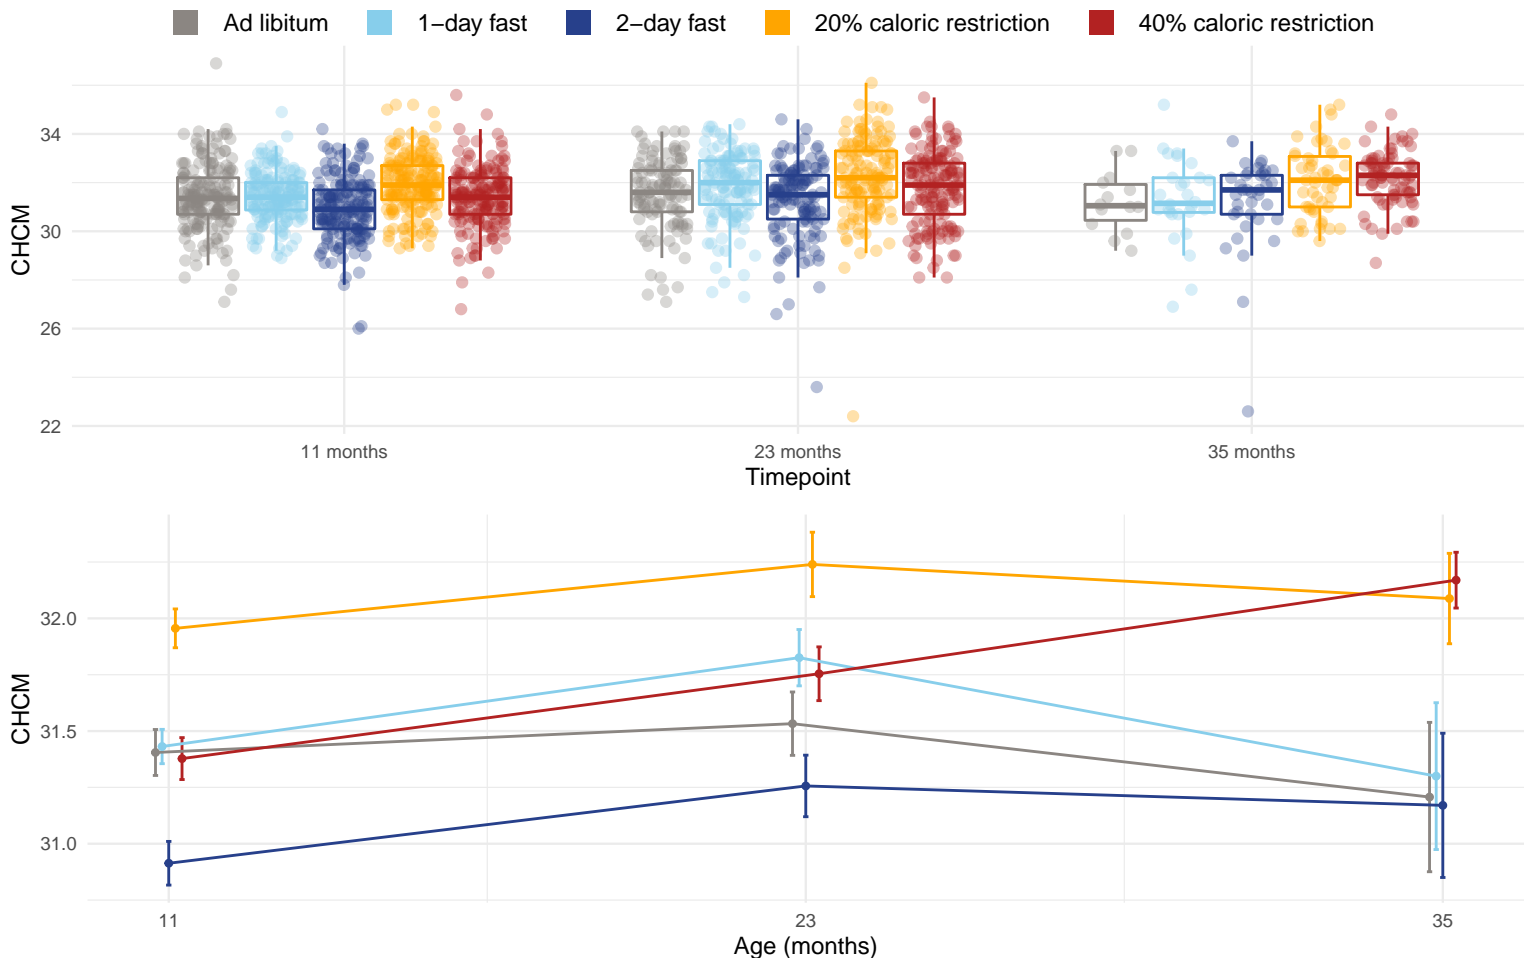 Ad libitum 1−day fast 2−day fast 20% caloric restriction 40% caloric restriction
34
30
26
22
CHCM
11 months 23 months 35 months
Timepoint
32.0
31.5
31.0
CHCM
11 23 35
Age (months)